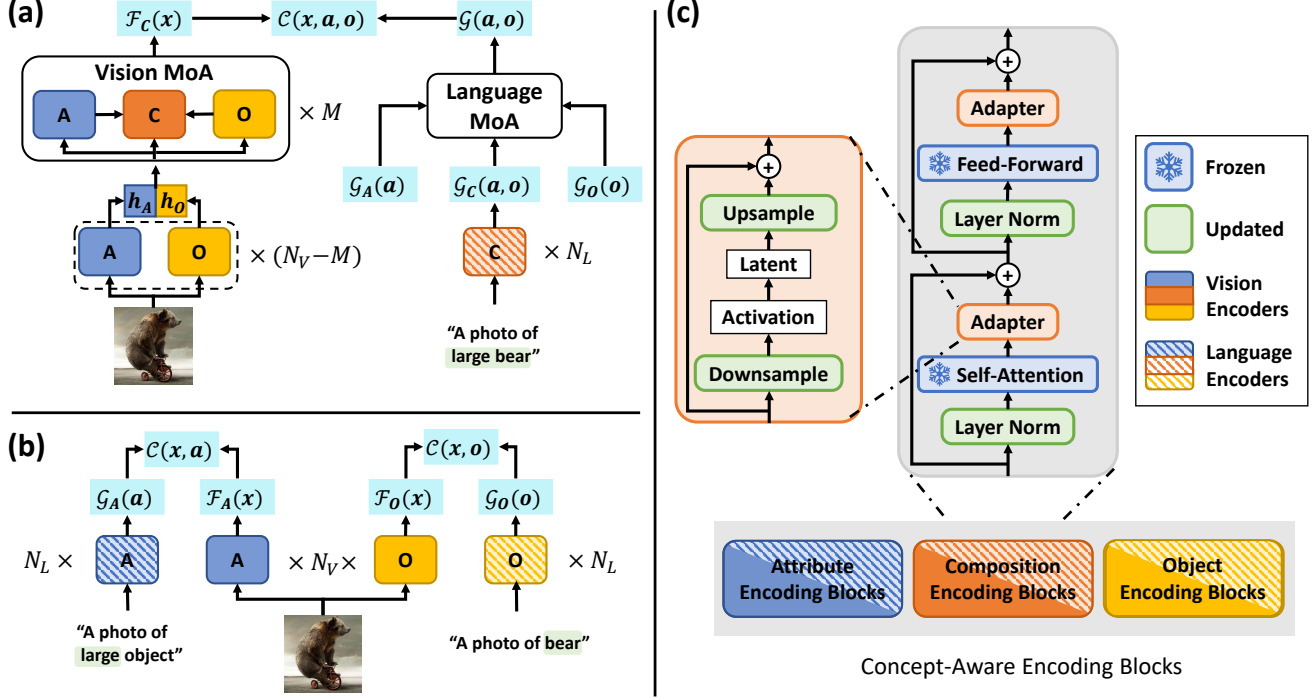 (a)
𝓕_C(𝒙)
𝒞(𝒙, 𝒂, 𝒐)
𝒢(𝒂, 𝒐)
Vision MoA
A
C
O
× M
Language
MoA
𝒢_A(𝒂)
𝒢_C(𝒂, 𝒐)
𝒢_O(𝒐)
h_A
h_O
A
O
× (N_V−M)
C
× N_L
"A photo of
large bear"
(b)
𝒞(𝒙, 𝒂)
𝒞(𝒙, 𝒐)
𝒢_A(𝒂)
𝓕_A(𝒙)
𝓕_O(𝒙)
𝒢_O(𝒐)
N_L ×
A
A
× N_V ×
O
O
× N_L
"A photo of
large object"
"A photo of bear"
(c)
+
Adapter
Feed-Forward
Layer Norm
+
Adapter
Self-Attention
Layer Norm
+
Upsample
Latent
Activation
Downsample
Frozen
Updated
Vision
Encoders
Language
Encoders
Attribute
Encoding Blocks
Composition
Encoding Blocks
Object
Encoding Blocks
Concept-Aware Encoding Blocks